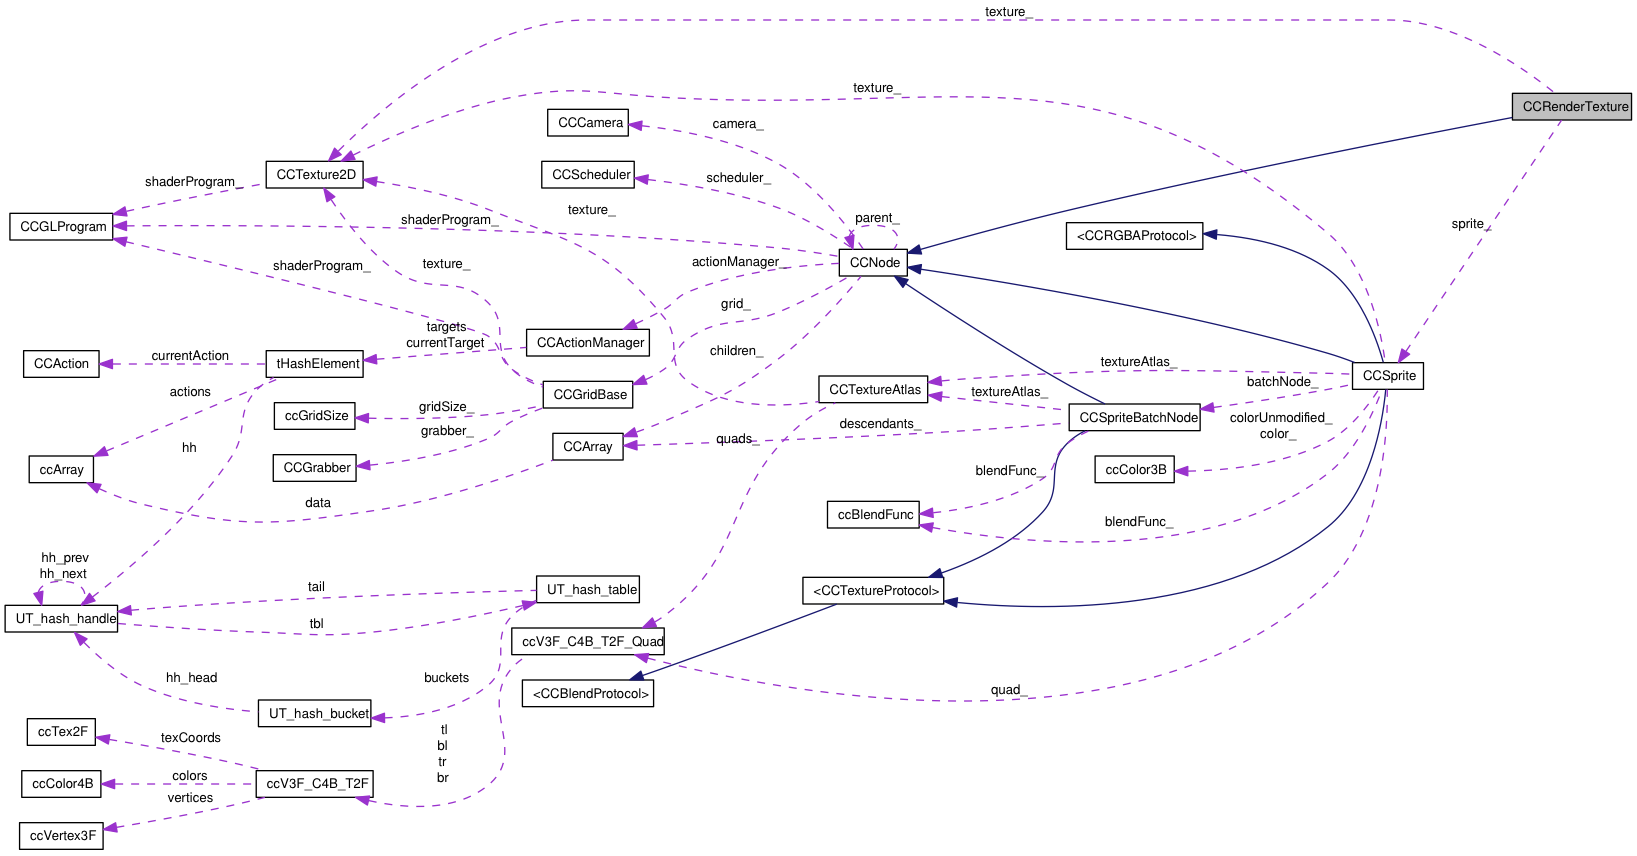 texture_
texture_
CCRenderTexture
CCCamera
camera_
CCTexture2D
CCScheduler
scheduler_
shaderProgram_
texture_
CCGLProgram
shaderProgram_
parent_
sprite_
<CCRGBAProtocol>
CCNode
shaderProgram_
texture_
actionManager_
grid_
targets
currentTarget
CCActionManager
children_
CCAction
currentAction
tHashElement
textureAtlas_
CCSprite
actions
CCGridBase
CCTextureAtlas
textureAtlas_
batchNode_
ccGridSize
gridSize_
CCSpriteBatchNode
colorUnmodified_
color_
grabber_
descendants_
hh
CCArray
quads_
ccArray
CCGrabber
blendFunc_
ccColor3B
data
ccBlendFunc
blendFunc_
hh_prev
hh_next
tail
UT_hash_table
<CCTextureProtocol>
UT_hash_handle
tbl
ccV3F_C4B_T2F_Quad
hh_head
buckets
<CCBlendProtocol>
quad_
UT_hash_bucket
ccTex2F
texCoords
tl
bl
tr
br
ccColor4B
colors
ccV3F_C4B_T2F
vertices
ccVertex3F